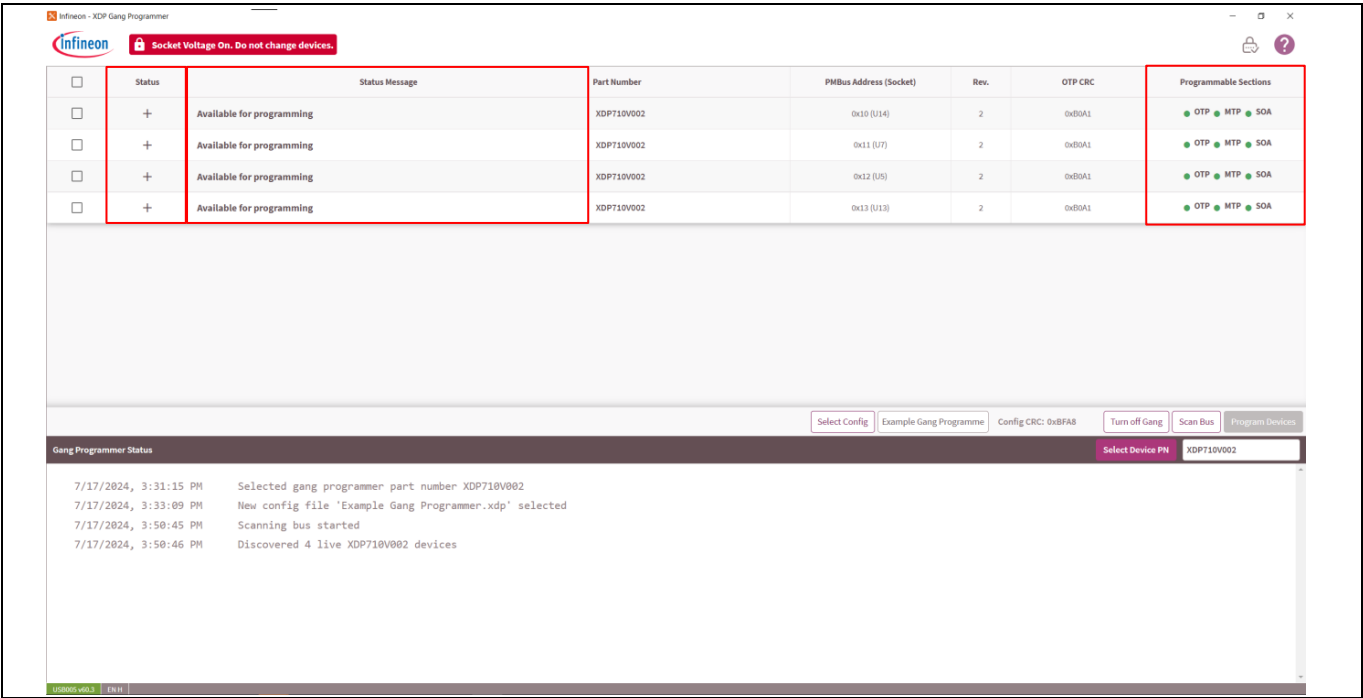 Infineon - XDP Gang Programmer
infineon Socket Voltage On. Do not change devices. ?
Status Status Message Part Number PMBus Address (Socket) Rev. OTP CRC Programmable Sections
+ Available for programming XDP710V002 0x10 (U14) 2 0xB0A1 OTP MTP SOA
+ Available for programming XDP710V002 0x11 (U7) 2 0xB0A1 OTP MTP SOA
+ Available for programming XDP710V002 0x12 (U5) 2 0xB0A1 OTP MTP SOA
+ Available for programming XDP710V002 0x13 (U13) 2 0xB0A1 OTP MTP SOA
Select Config Example Gang Programme Config CRC: 0xBFA8 Turn off Gang Scan Bus Program Devices
Gang Programmer Status Select Device PN XDP710V002
7/17/2024, 3:31:15 PM Selected gang programmer part number XDP710V002
7/17/2024, 3:33:09 PM New config file 'Example Gang Programmer.xdp' selected
7/17/2024, 3:50:45 PM Scanning bus started
7/17/2024, 3:50:46 PM Discovered 4 live XDP710V002 devices
USB005 v60.3 EN H